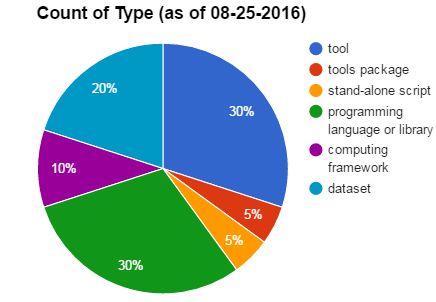 Count of Type (as of 08-25-2016)
tool
tools package
stand-alone script
programming
language or library
computing
framework
dataset
30%
5%
5%
30%
10%
20%